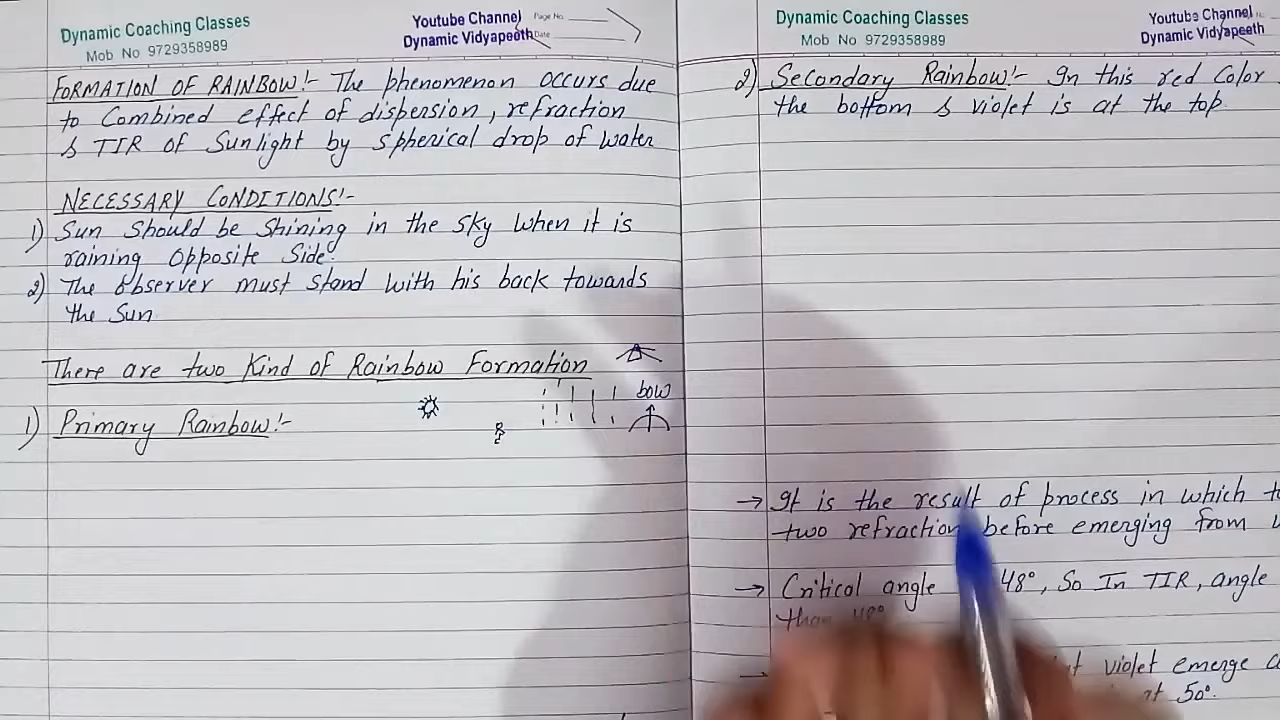 Dynamic Coaching Classes
Mob No 9729358989
Youtube Channel
Dynamic Vidyapeeth
Page No.
Date
FORMATION OF RAINBOW!- The phenomenon occurs due
to Combined effect of dispension, refraction
& TIR of Sunlight by spherical drop of water
NECESSARY CONDITIONS!-
1) Sun should be shining in the sky when it is
raining opposite side.
2) The observer must stand with his back towards
the Sun
There are two Kind of Rainbow Formation
bow
1) Primary Rainbow!-
Dynamic Coaching Classes
Mob No 9729358989
Youtube Channel
Dynamic Vidyapeeth
2) Secondary Rainbow!- In this red Color
the bottom & violet is at the top.
→ It is the result of process in which
two refraction before emerging from
→ Critical angle 48°, So In TIR, angle
than
violet emerge
at 50°.